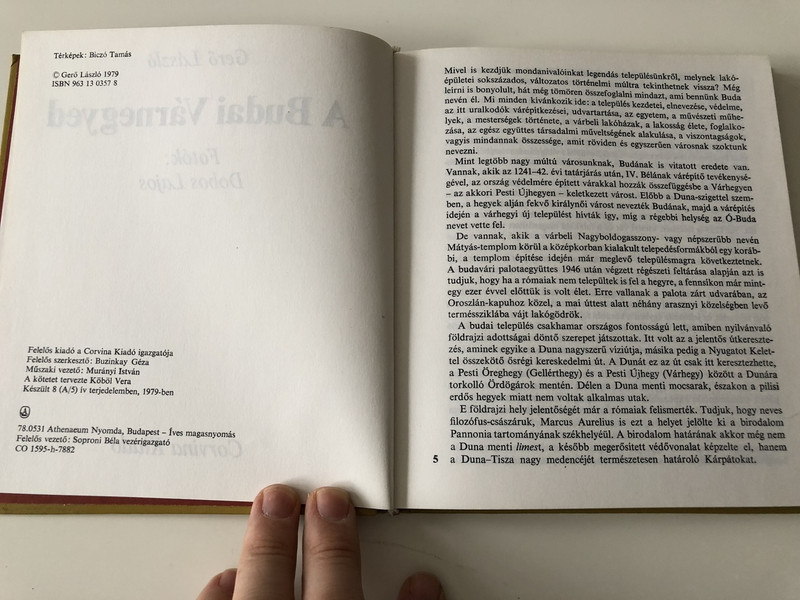 Térképek: Biczó Tamás
© Gerő László 1979
ISBN 963 13 0357 8
Felelős kiadó a Corvina Kiadó igazgatója
Felelős szerkesztő: Buzinkay Géza
Műszaki vezető: Murányi István
A kötetet tervezte Köböl Vera
Készült 8 (A/5) ív terjedelemben, 1979-ben
78.0531 Athenaeum Nyomda, Budapest – Íves magasnyomás
Felelős vezető: Soproni Béla vezérigazgató
CO 1595-h-7882
Mivel is kezdjük mondanivalóinkat legendás településünkről, melynek lakó-
épületei sokszázados, változatos történelmi múltra tekinthetnek vissza? Még
leírni is bonyolult, hát még tömören összefoglalni mindazt, ami bennünk Buda
nevén él. Mi minden kívánkozik ide: a település kezdetei, elnevezése, védelme,
az itt uralkodók várépítkezései, udvartartása, az egyetem, a művészeti műhe-
lyek, a mesterségek története, a várbeli lakóházak, a lakosság élete, foglalko-
zása, az egész együttes társadalmi műveltségének alakulása, a viszontagságok,
vagyis mindannak összessége, amit röviden és egyszerűen városnak szoktunk
nevezni.
Mint legtöbb nagy múltú városunknak, Budának is vitatott eredete van.
Vannak, akik az 1241–42. évi tatárjárás után, IV. Bélának várépítő tevékenysé-
gével, az ország védelmére épített várakkal hozzák összefüggésbe a Várhegyen
– az akkori Pesti Újhegyen – keletkezett várost. Előbb a Duna-szigettel szem-
ben, a hegyek alján fekvő királynői várost nevezték Budának, majd a várépítés
idején a várhegyi új települést hívták így, míg a régebbi helység az Ó-Buda
nevet vette fel.
De vannak, akik a várbeli Nagyboldogasszony- vagy népszerűbb nevén
Mátyás-templom körül a középkorban kialakult telepedésformákból egy koráb-
bi, a templom építése idején már meglevő településmagra következtetnek.
A budavári palotaegyüttes 1946 után végzett régészeti feltárása alapján azt is
tudjuk, hogy ha a rómaiak nem települtek is fel a hegyre, a fennsíkon már mint-
egy ezer évvel előttük is volt élet. Erre vallanak a palota zárt udvarában, az
Oroszlán-kapuhoz közel, a mai úttest alatt néhány arasznyi közelségben levő
természsziklába vájt lakógödrök.
A budai település csakhamar országos fontosságú lett, amiben nyilvánvaló
földrajzi adottságai döntő szerepet játszottak. Itt volt az a jelentős útkereszte-
zés, aminek egyike a Duna nagyszerű víziútja, másika pedig a Nyugatot Kelet-
tel összekötő ősrégi kereskedelmi út. A Dunát ez az út csak itt keresztezhette,
a Pesti Öreghegy (Gellérthegy) és a Pesti Újhegy (Várhegy) között a Dunára
torkolló Ördögárok mentén. Délen a Duna menti mocsarak, északon a pilisi
erdős hegyek miatt nem voltak alkalmas utak.
E földrajzi hely jelentőségét már a rómaiak felismerték. Tudjuk, hogy neves
filozófus-császáruk, Marcus Aurelius is ezt a helyet jelölte ki a birodalom
Pannonia tartományának székhelyéül. A birodalom határának akkor még nem
a Duna menti limest, a később megerősített védővonalat képzelte el, hanem
5 a Duna–Tisza nagy medencéjét természetesen határoló Kárpátokat.